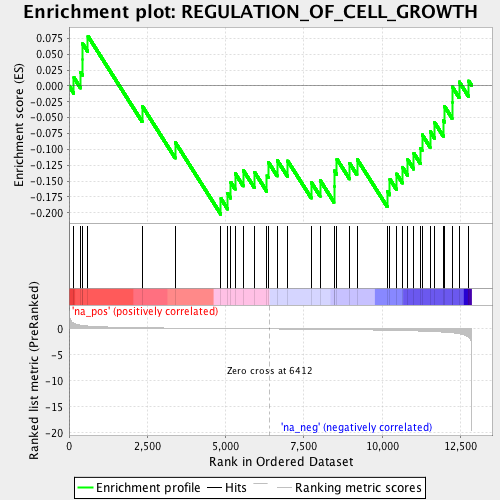 Enrichment plot: REGULATION_OF_CELL_GROWTH
Enrichment score (ES)
0.075
0.050
0.025
0.000
-0.025
-0.050
-0.075
-0.100
-0.125
-0.150
-0.175
-0.200
'na_pos' (positively correlated)
Ranked list metric (PreRanked)
0
-5
-10
-15
-20
Zero cross at 6412
'na_neg' (negatively correlated)
0
2,500
5,000
7,500
10,000
12,500
Rank in Ordered Dataset
Enrichment profile
Hits
Ranking metric scores